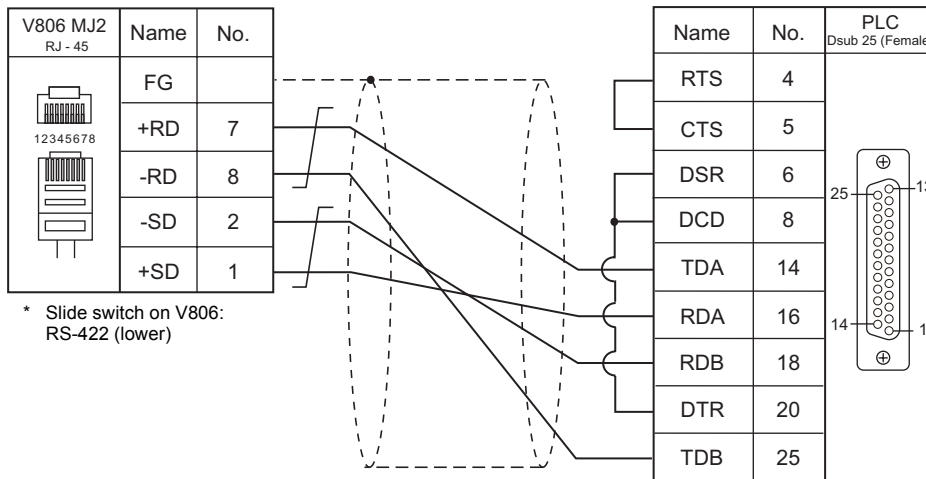 V806 MJ2
RJ - 45
Name
No.
FG
+RD
7
-RD
8
-SD
2
+SD
1
12345678
* Slide switch on V806:
RS-422 (lower)
Name
No.
PLC
Dsub 25 (Female
RTS
4
CTS
5
DSR
6
DCD
8
TDA
14
RDA
16
RDB
18
DTR
20
TDB
25
25
13
14
1